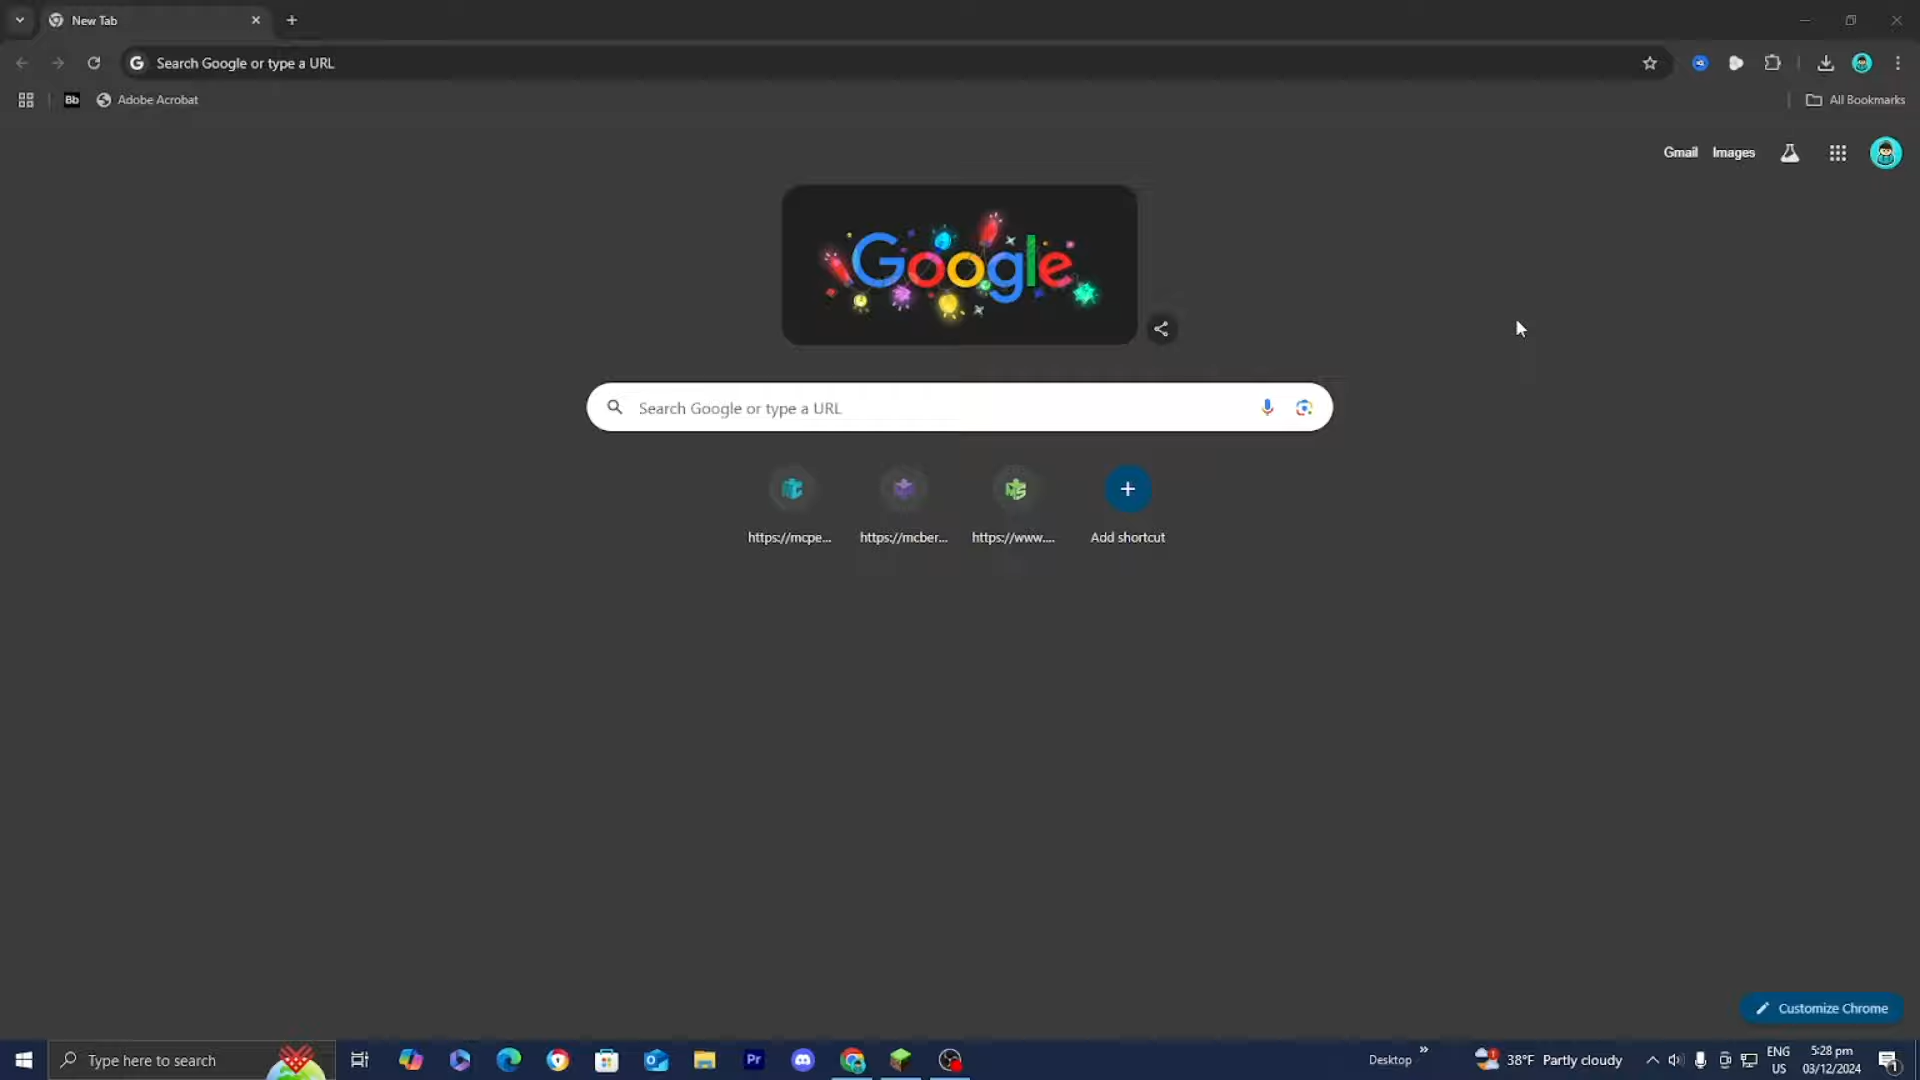 New Tab
Search Google or type a URL
Bb
Adobe Acrobat
All Bookmarks
Gmail
Images
Google
Search Google or type a URL
https://mcpe...
https://mcber...
https://www....
Add shortcut
Customize Chrome
Type here to search
Pr
Desktop
38°F Partly cloudy
ENG
US
5:28 pm
03/12/2024